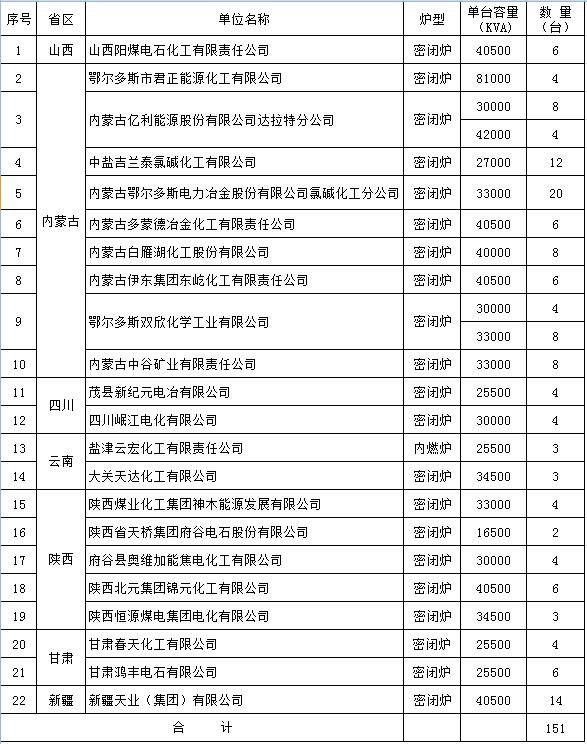 序号 省区 单位名称 炉型 单台容量（KVA） 数量（台）
1 山西 山西阳煤电石化工有限责任公司 密闭炉 40500 6
2 内蒙古 鄂尔多斯市君正能源化工有限公司 密闭炉 81000 4
3 内蒙古亿利能源股份有限公司达拉特分公司 密闭炉 30000 8
42000 4
4 中盐吉兰泰氯碱化工有限公司 密闭炉 27000 12
5 内蒙古鄂尔多斯电力冶金股份有限公司氯碱化工分公司 密闭炉 33000 20
6 内蒙古多蒙德冶金化工有限责任公司 密闭炉 40500 6
7 内蒙古白雁湖化工股份有限公司 密闭炉 40000 8
8 内蒙古伊东集团东屹化工有限责任公司 密闭炉 40500 6
9 鄂尔多斯双欣化学工业有限公司 密闭炉 30000 4
33000 8
10 内蒙古中谷矿业有限责任公司 密闭炉 33000 8
11 四川 茂县新纪元电冶有限公司 密闭炉 25500 4
12 四川岷江电化有限公司 密闭炉 30000 4
13 云南 盐津云宏化工有限责任公司 内燃炉 25500 3
14 大关天达化工有限公司 密闭炉 34500 3
15 陕西 陕西煤业化工集团神木能源发展有限公司 密闭炉 33000 4
16 陕西省天桥集团府谷电石股份有限公司 密闭炉 16500 2
17 府谷县奥维加能焦电化工有限公司 密闭炉 30000 4
18 陕西北元集团锦元化工有限公司 密闭炉 40500 6
19 陕西恒源煤电集团电化有限公司 密闭炉 34500 3
20 甘肃 甘肃春天化工有限公司 密闭炉 25500 4
21 甘肃鸿丰电石有限公司 密闭炉 25500 6
22 新疆 新疆天业（集团）有限公司 密闭炉 40500 14
合计 151